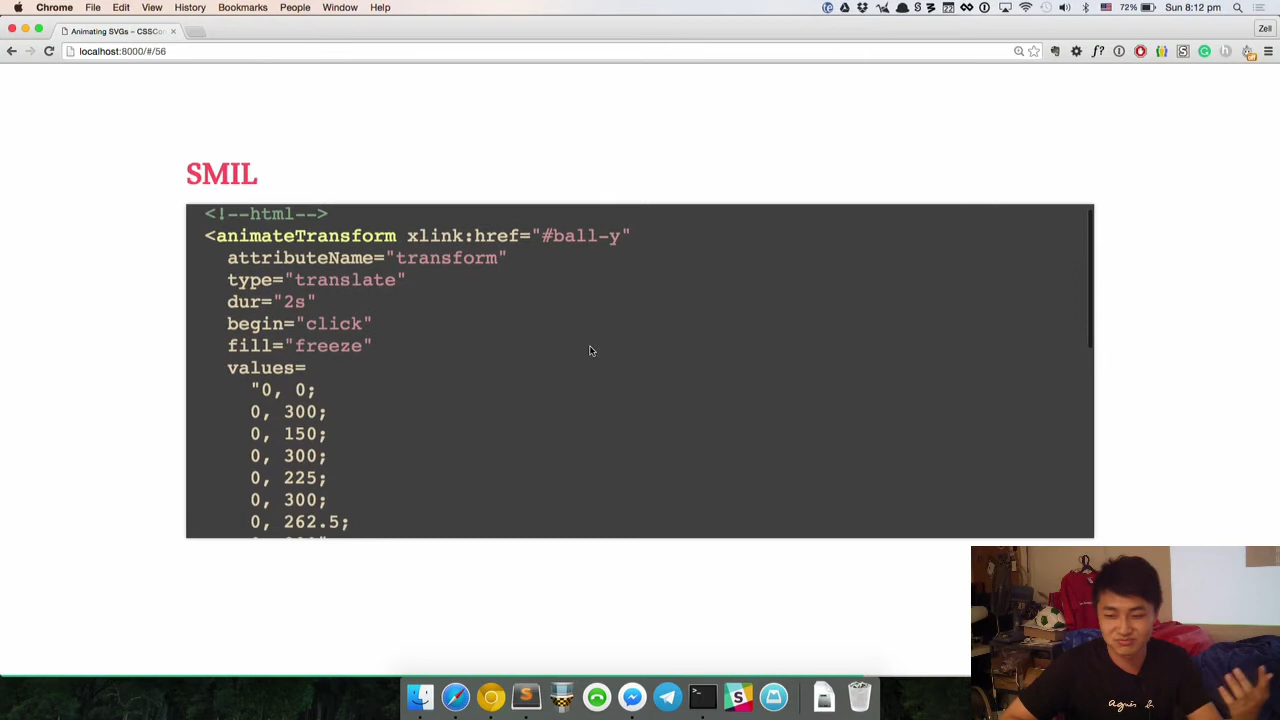 Chrome File Edit View History Bookmarks People Window Help 72% Sun 8:12 pm
Animating SVGs – CSSCo Zell
localhost:8000/#/56
SMIL
<!--html-->
<animateTransform xlink:href="#ball-y"
attributeName="transform"
type="translate"
dur="2s"
begin="click"
fill="freeze"
values=
"0, 0;
0, 300;
0, 150;
0, 300;
0, 225;
0, 300;
0, 262.5;
agnès b.